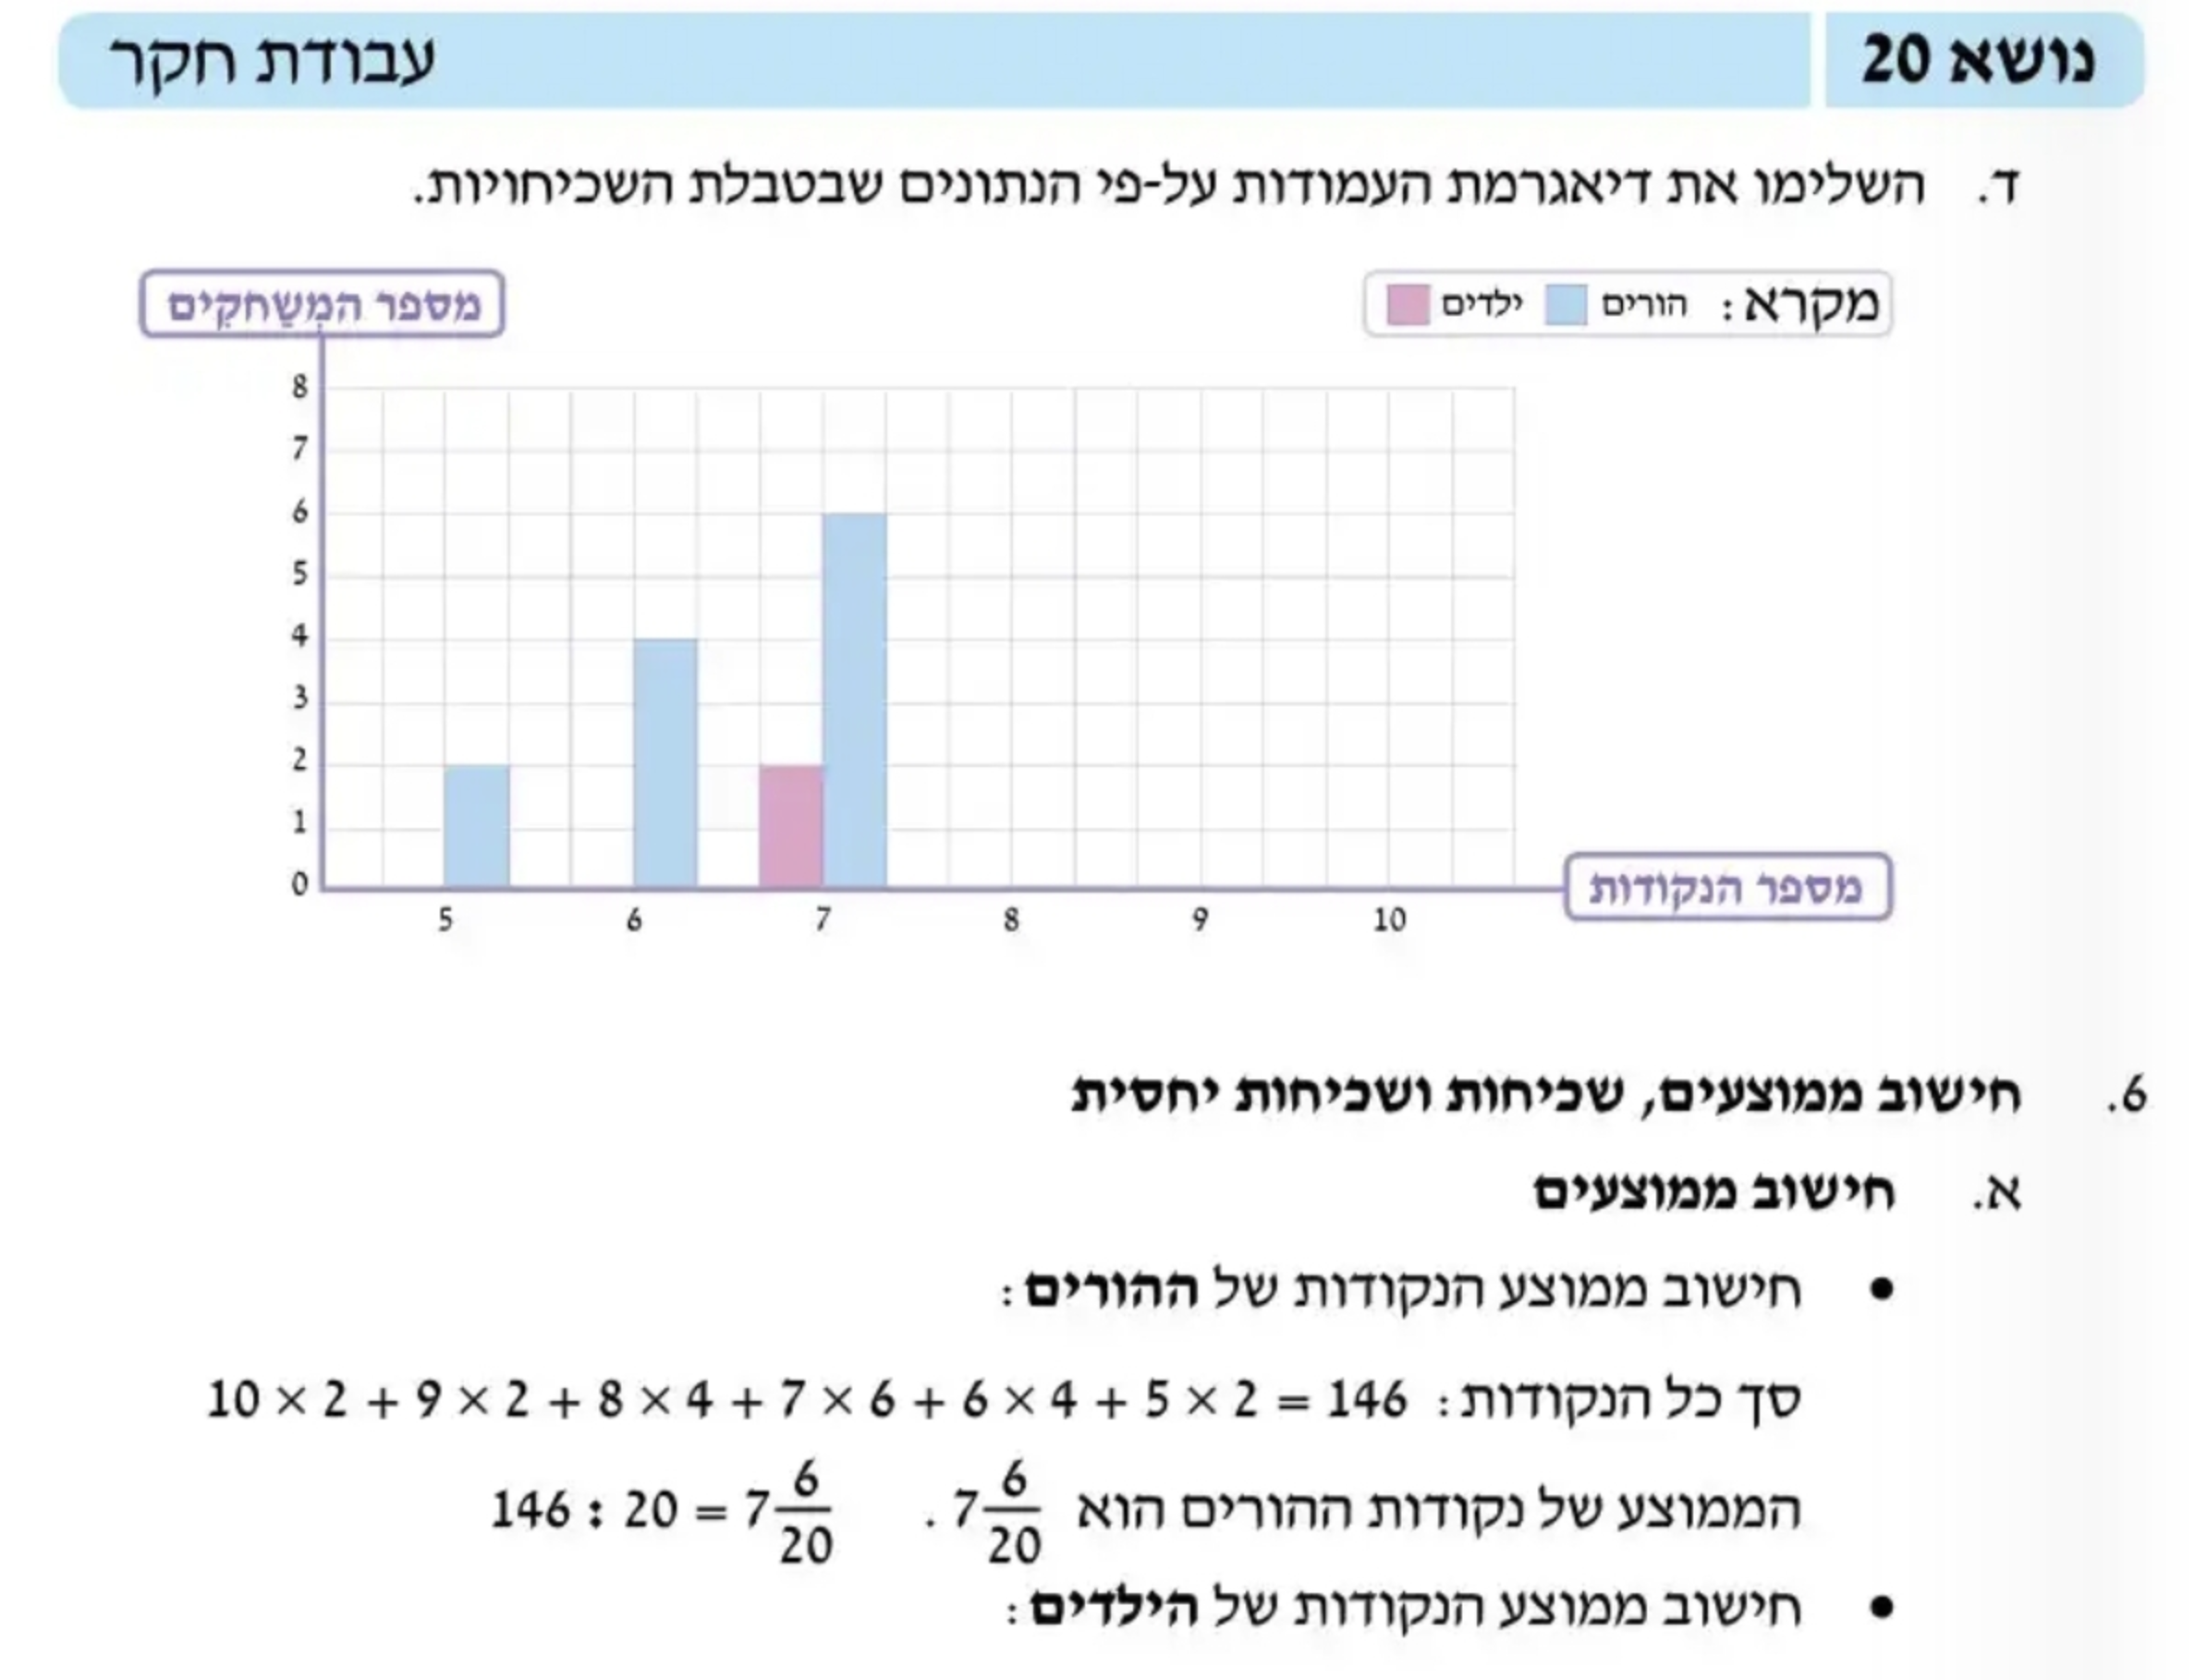 נושא 20 עבודת חקר
ד. השלימו את דיאגרמת העמודות על-פי הנתונים שבטבלת השכיחויות.
מקרא: הורים ילדים
מספר המְשַׂחקִים
8
7
6
5
4
3
2
1
0
5 6 7 8 9 10
מספר הנקודות
6. חישוב ממוצעים, שכיחות ושכיחות יחסית
א. חישוב ממוצעים
• חישוב ממוצע הנקודות של ההורים:
סך כל הנקודות: 10 × 2 + 9 × 2 + 8 × 4 + 7 × 6 + 6 × 4 + 5 × 2 = 146
הממוצע של נקודות ההורים הוא 7 6/20 . 146 : 20 = 7 6/20
• חישוב ממוצע הנקודות של הילדים: